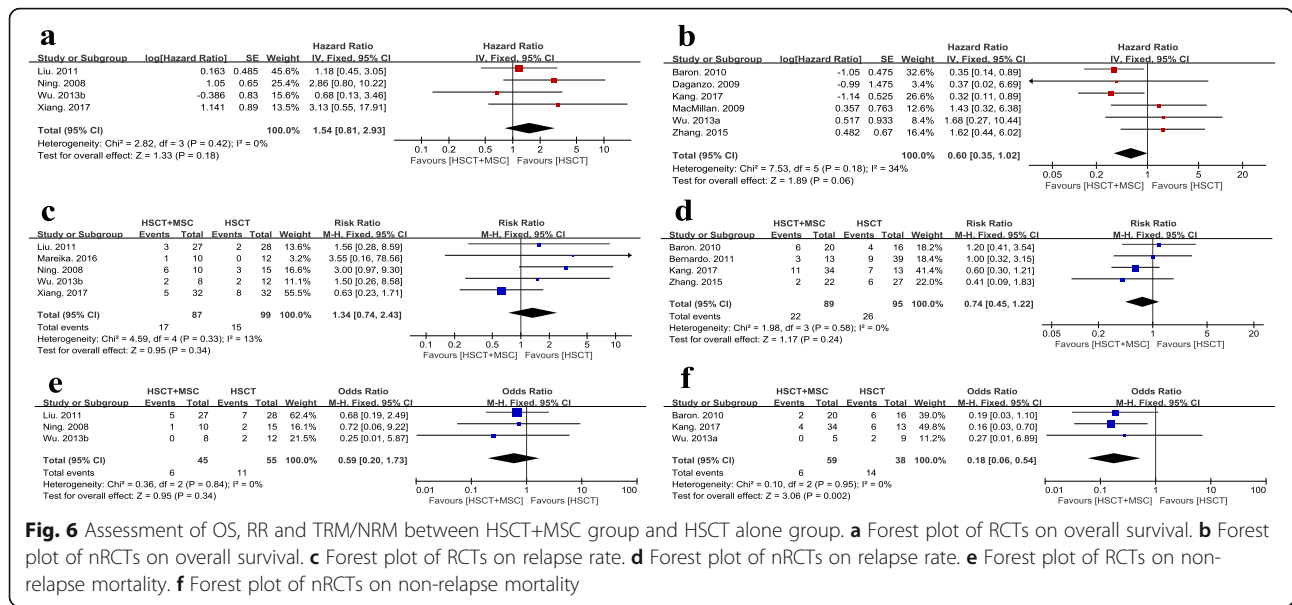 a
Hazard Ratio Hazard Ratio
Study or Subgroup log[Hazard Ratio] SE Weight IV, Fixed, 95% CI IV, Fixed, 95% CI
Liu. 2011 0.163 0.485 45.6% 1.18 [0.45, 3.05]
Ning. 2008 1.05 0.65 25.4% 2.86 [0.80, 10.22]
Wu. 2013b -0.386 0.83 15.6% 0.68 [0.13, 3.46]
Xiang. 2017 1.141 0.89 13.5% 3.13 [0.55, 17.91]
Total (95% CI) 100.0% 1.54 [0.81, 2.93]
Heterogeneity: Chi² = 2.82, df = 3 (P = 0.42); I² = 0%
Test for overall effect: Z = 1.33 (P = 0.18)
0.1 0.2 0.5 1 2 5 10
Favours [HSCT+MSC] Favours [HSCT]
b
Hazard Ratio Hazard Ratio
Study or Subgroup log[Hazard Ratio] SE Weight IV, Fixed, 95% CI IV, Fixed, 95% CI
Baron. 2010 -1.05 0.475 32.6% 0.35 [0.14, 0.89]
Daganzo. 2009 -0.99 1.475 3.4% 0.37 [0.02, 6.69]
Kang. 2017 -1.14 0.525 26.6% 0.32 [0.11, 0.89]
MacMillan. 2009 0.357 0.763 12.6% 1.43 [0.32, 6.38]
Wu. 2013a 0.517 0.933 8.4% 1.68 [0.27, 10.44]
Zhang. 2015 0.482 0.67 16.4% 1.62 [0.44, 6.02]
Total (95% CI) 100.0% 0.60 [0.35, 1.02]
Heterogeneity: Chi² = 7.53, df = 5 (P = 0.18); I² = 34%
Test for overall effect: Z = 1.89 (P = 0.06)
0.05 0.2 1 5 20
Favours [HSCT+MSC] Favours [HSCT]
c
HSCT+MSC HSCT Risk Ratio Risk Ratio
Study or Subgroup Events Total Events Total Weight M-H, Fixed, 95% CI M-H, Fixed, 95% CI
Liu. 2011 3 27 2 28 13.6% 1.56 [0.28, 8.59]
Mareika. 2016 1 10 0 12 4.2% 3.55 [0.16, 78.56]
Ning. 2008 6 10 3 15 16.6% 3.00 [0.97, 9.30]
Wu. 2013b 2 8 2 12 11.1% 1.50 [0.26, 8.58]
Xiang. 2017 5 32 8 32 55.5% 0.63 [0.23, 1.71]
Total (95% CI) 87 99 100.0% 1.34 [0.74, 2.43]
Total events 17 15
Heterogeneity: Chi² = 4.59, df = 4 (P = 0.33); I² = 13%
Test for overall effect: Z = 0.95 (P = 0.34)
0.1 0.2 0.5 1 2 5 10
Favours [HSCT+MSC] Favours [HSCT]
d
HSCT+MSC HSCT Risk Ratio Risk Ratio
Study or Subgroup Events Total Events Total Weight M-H, Fixed, 95% CI M-H, Fixed, 95% CI
Baron. 2010 6 20 4 16 18.2% 1.20 [0.41, 3.54]
Bernardo. 2011 3 13 9 39 18.4% 1.00 [0.32, 3.15]
Kang. 2017 11 34 7 13 41.4% 0.60 [0.30, 1.21]
Zhang. 2015 2 22 6 27 22.0% 0.41 [0.09, 1.83]
Total (95% CI) 89 95 100.0% 0.74 [0.45, 1.22]
Total events 22 26
Heterogeneity: Chi² = 1.98, df = 3 (P = 0.58); I² = 0%
Test for overall effect: Z = 1.17 (P = 0.24)
0.05 0.2 1 5 20
Favours [HSCT+MSC] Favours [HSCT]
e
HSCT+MSC HSCT Odds Ratio Odds Ratio
Study or Subgroup Events Total Events Total Weight M-H, Fixed, 95% CI M-H, Fixed, 95% CI
Liu. 2011 5 27 7 28 62.4% 0.68 [0.19, 2.49]
Ning. 2008 1 10 2 15 16.1% 0.72 [0.06, 9.22]
Wu. 2013b 0 8 2 12 21.5% 0.25 [0.01, 5.87]
Total (95% CI) 45 55 100.0% 0.59 [0.20, 1.73]
Total events 6 11
Heterogeneity: Chi² = 0.36, df = 2 (P = 0.84); I² = 0%
Test for overall effect: Z = 0.95 (P = 0.34)
0.01 0.1 1 10 100
Favours [HSCT+MSC] Favours [HSCT]
f
HSCT+MSC HSCT Odds Ratio Odds Ratio
Study or Subgroup Events Total Events Total Weight M-H, Fixed, 95% CI M-H, Fixed, 95% CI
Baron. 2010 2 20 6 16 39.0% 0.19 [0.03, 1.10]
Kang. 2017 4 34 6 13 49.8% 0.16 [0.03, 0.70]
Wu. 2013a 0 5 2 9 11.2% 0.27 [0.01, 6.89]
Total (95% CI) 59 38 100.0% 0.18 [0.06, 0.54]
Total events 6 14
Heterogeneity: Chi² = 0.10, df = 2 (P = 0.95); I² = 0%
Test for overall effect: Z = 3.06 (P = 0.002)
0.01 0.1 1 10 100
Favours [HSCT+MSC] Favours [HSCT]
Fig. 6 Assessment of OS, RR and TRM/NRM between HSCT+MSC group and HSCT alone group. a Forest plot of RCTs on overall survival. b Forest
plot of nRCTs on overall survival. c Forest plot of RCTs on relapse rate. d Forest plot of nRCTs on relapse rate. e Forest plot of RCTs on non-
relapse mortality. f Forest plot of nRCTs on non-relapse mortality